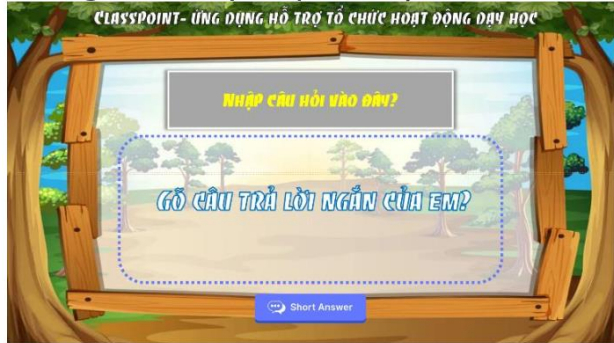 ClassPoint- ứng dụng hỗ trợ tổ chức hoạt động dạy học
Nhập câu hỏi vào đây?
Gõ câu trả lời ngắn của em?
Short Answer